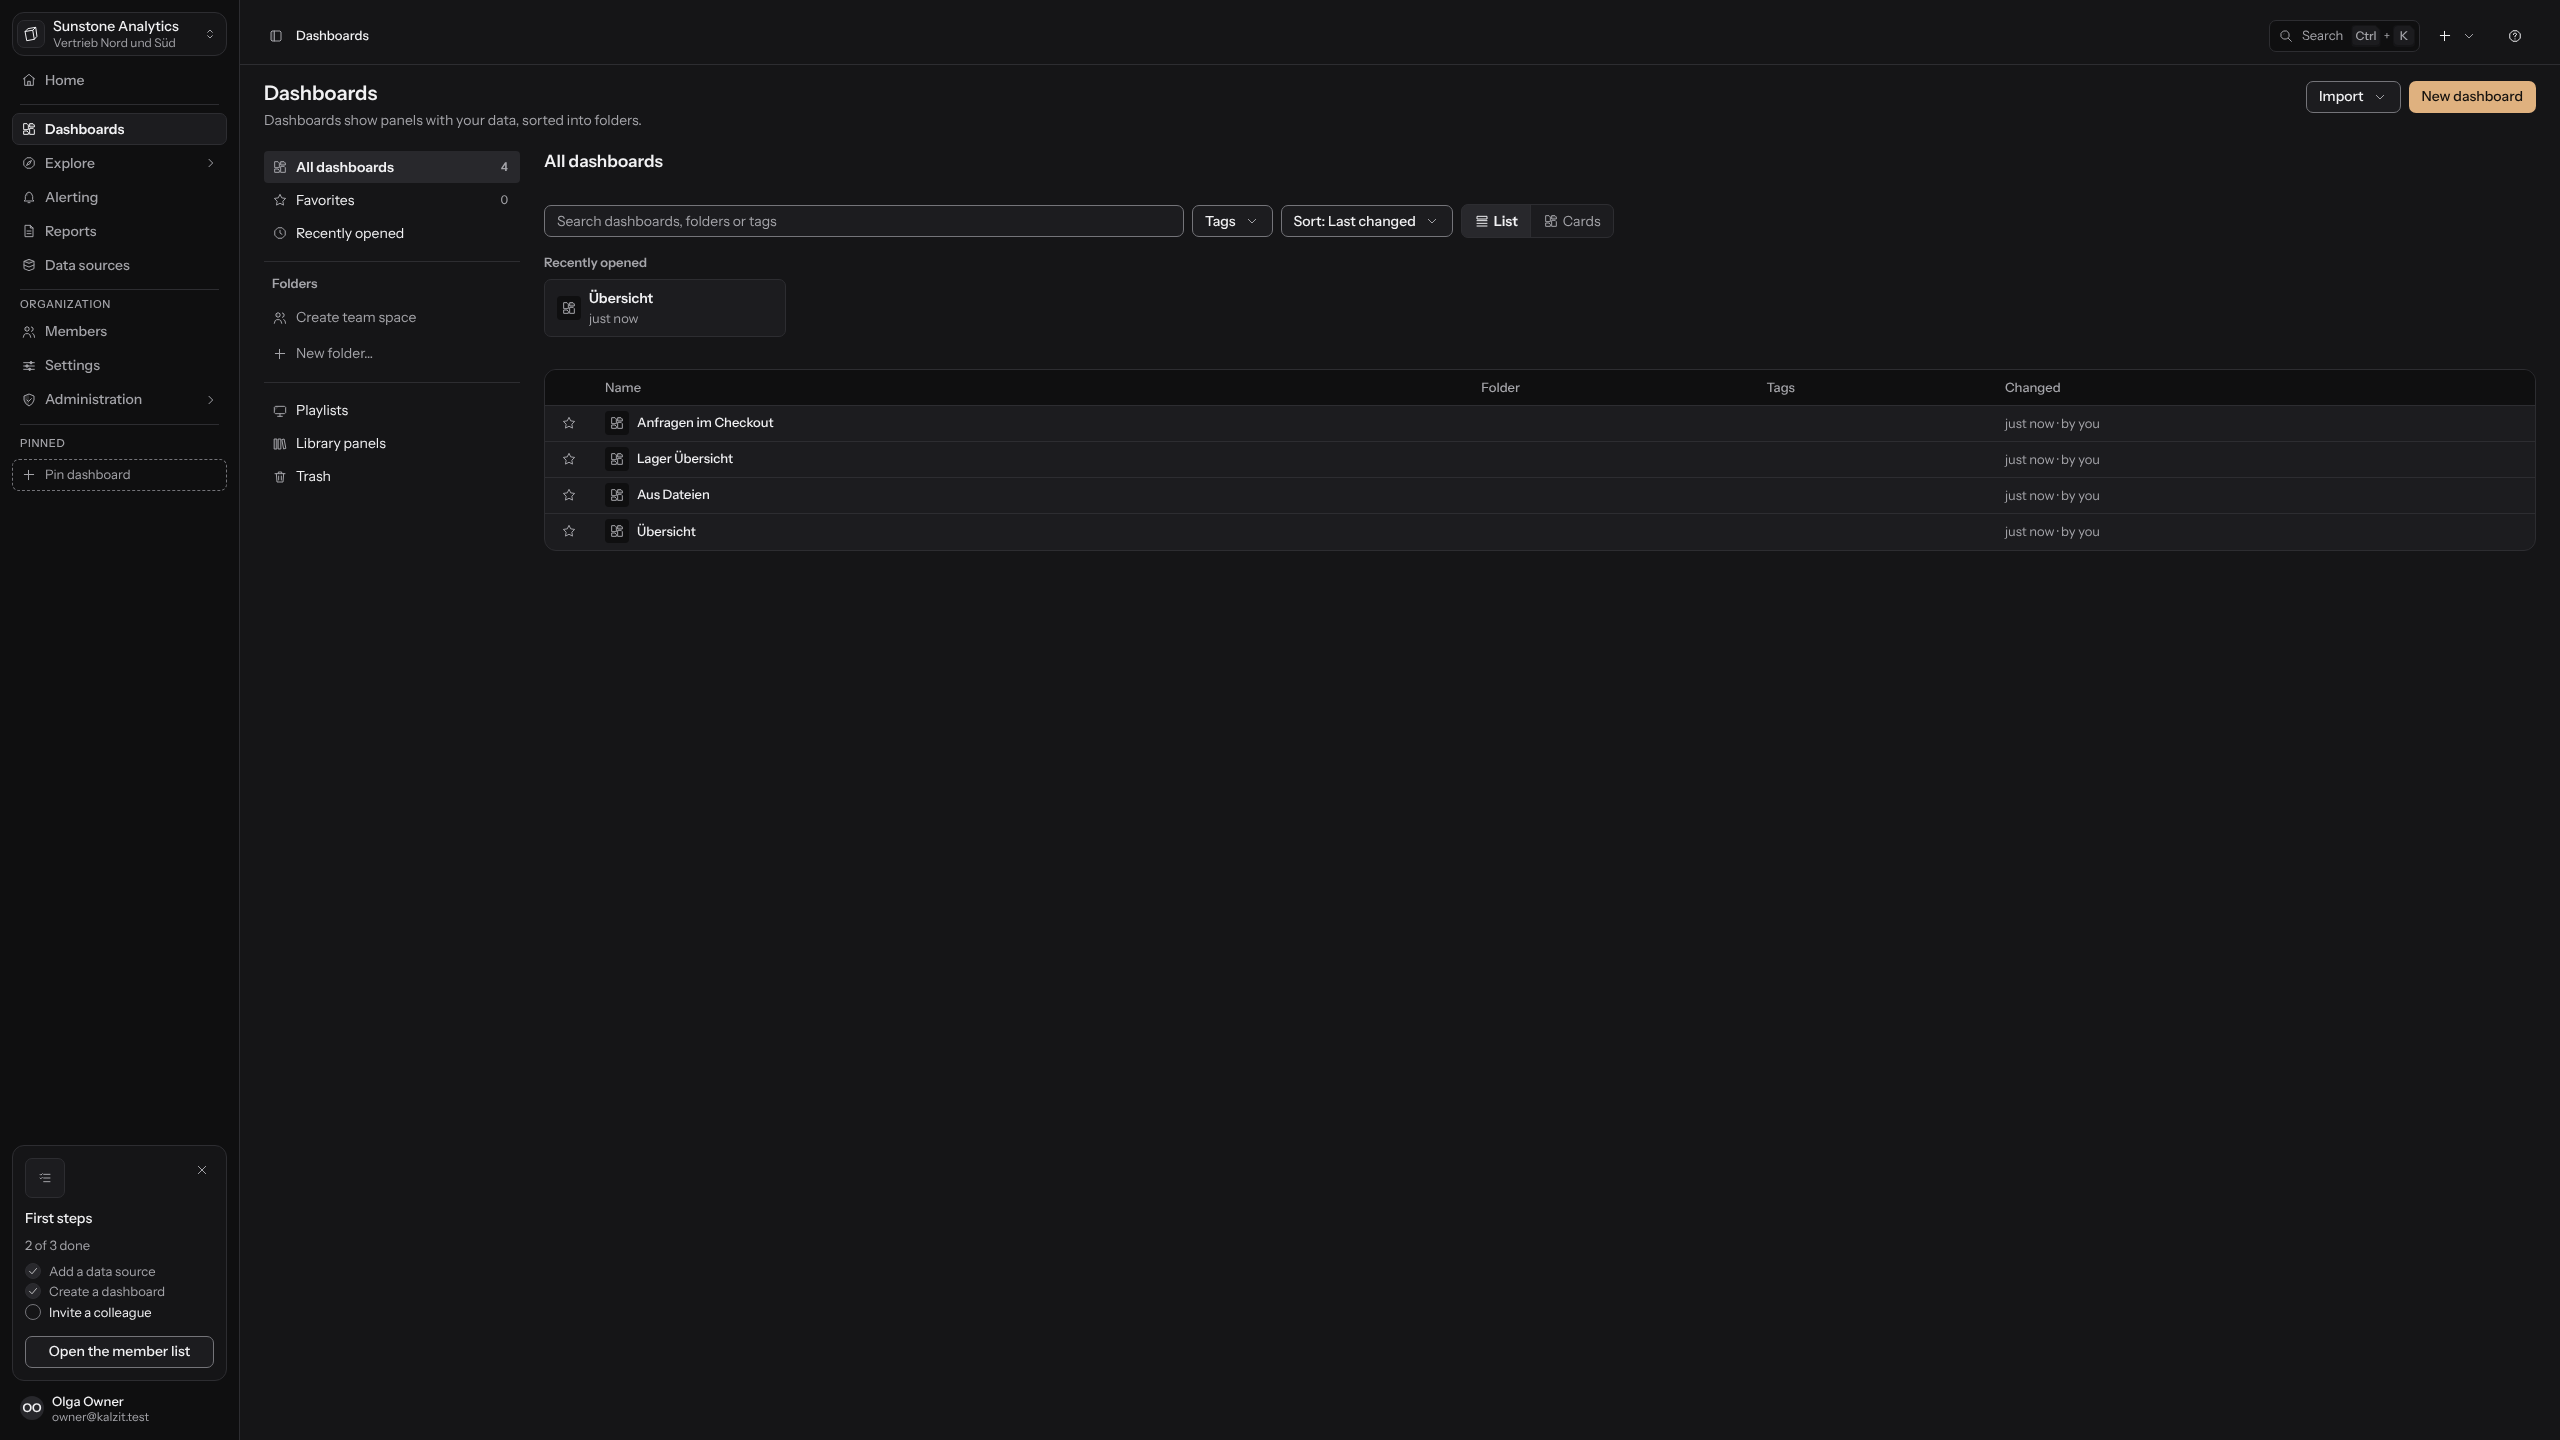 Sunstone Analytics
Vertrieb Nord und Süd
Home
Dashboards
Explore
Alerting
Reports
Data sources
ORGANIZATION
Members
Settings
Administration
PINNED
Pin dashboard
First steps
2 of 3 done
Add a data source
Create a dashboard
Invite a colleague
Open the member list
OO
Olga Owner
owner@kalzit.test
Dashboards
Search Ctrl + K
Dashboards
Dashboards show panels with your data, sorted into folders.
Import
New dashboard
All dashboards 4
Favorites 0
Recently opened
Folders
Create team space
New folder...
Playlists
Library panels
Trash
All dashboards
Search dashboards, folders or tags
Tags
Sort: Last changed
List
Cards
Recently opened
Übersicht
just now
Name Folder Tags Changed
Anfragen im Checkout just now · by you
Lager Übersicht just now · by you
Aus Dateien just now · by you
Übersicht just now · by you